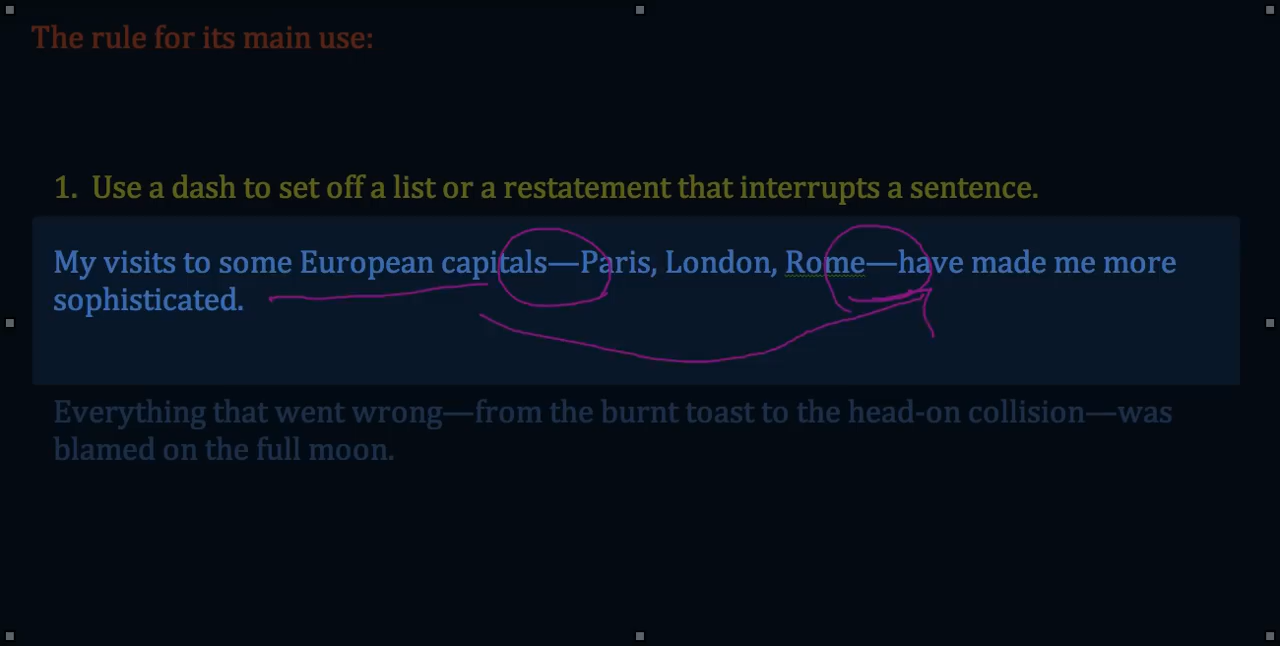 The rule for its main use:
1. Use a dash to set off a list or a restatement that interrupts a sentence.
My visits to some European capitals—Paris, London, Rome—have made me more
sophisticated.
Everything that went wrong—from the burnt toast to the head-on collision—was
blamed on the full moon.